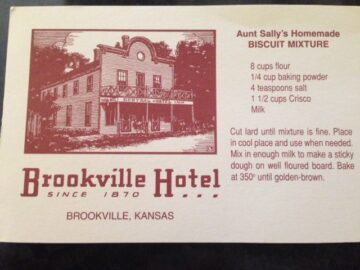 Aunt Sally's Homemade
BISCUIT MIXTURE
8 cups flour
1/4 cup baking powder
4 teaspoons salt
1 1/2 cups Crisco
Milk
Cut lard until mixture is fine. Place
in cool place and use when needed.
Mix in enough milk to make a sticky
dough on well floured board. Bake
at 350° until golden-brown.
Brookville Hotel
SINCE 1870
BROOKVILLE, KANSAS